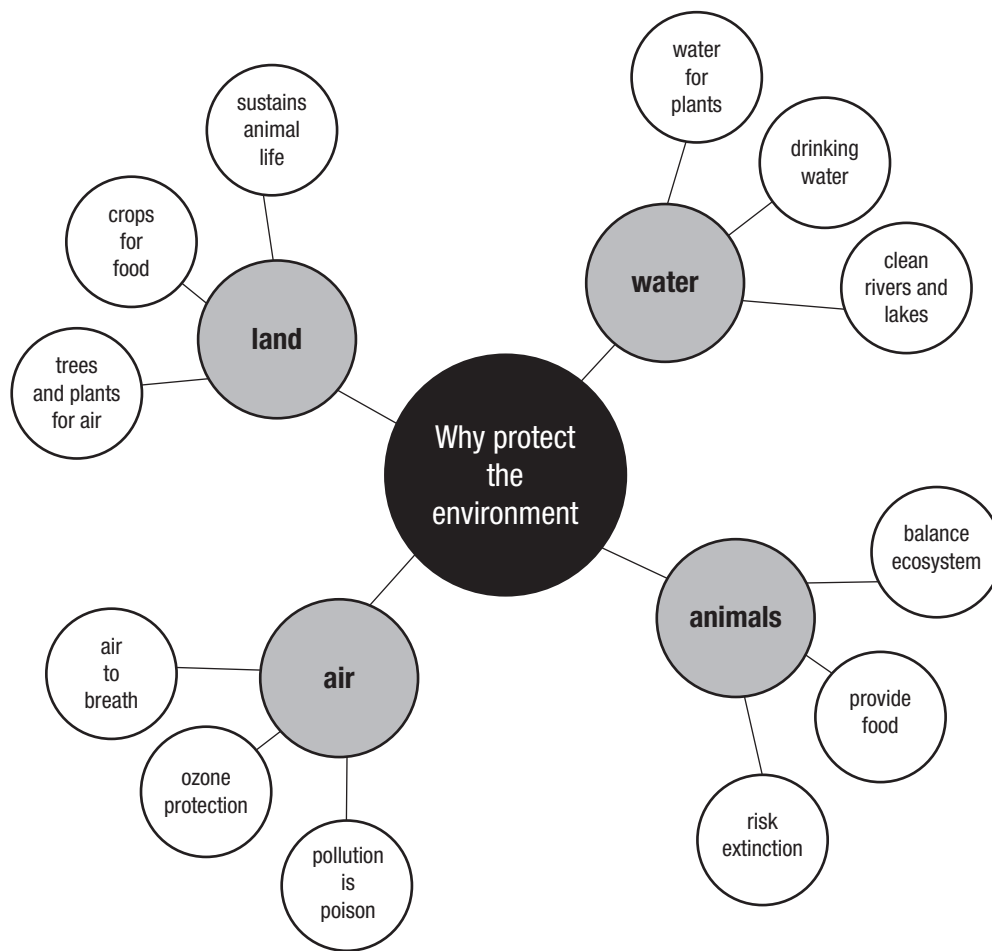 water
for
plants
sustains
animal
life
drinking
water
crops
for
food
clean
rivers and
lakes
water
land
trees
and plants
for air
Why protect
the
environment
balance
ecosystem
animals
air
to
breath
air
provide
food
ozone
protection
risk
extinction
pollution
is
poison